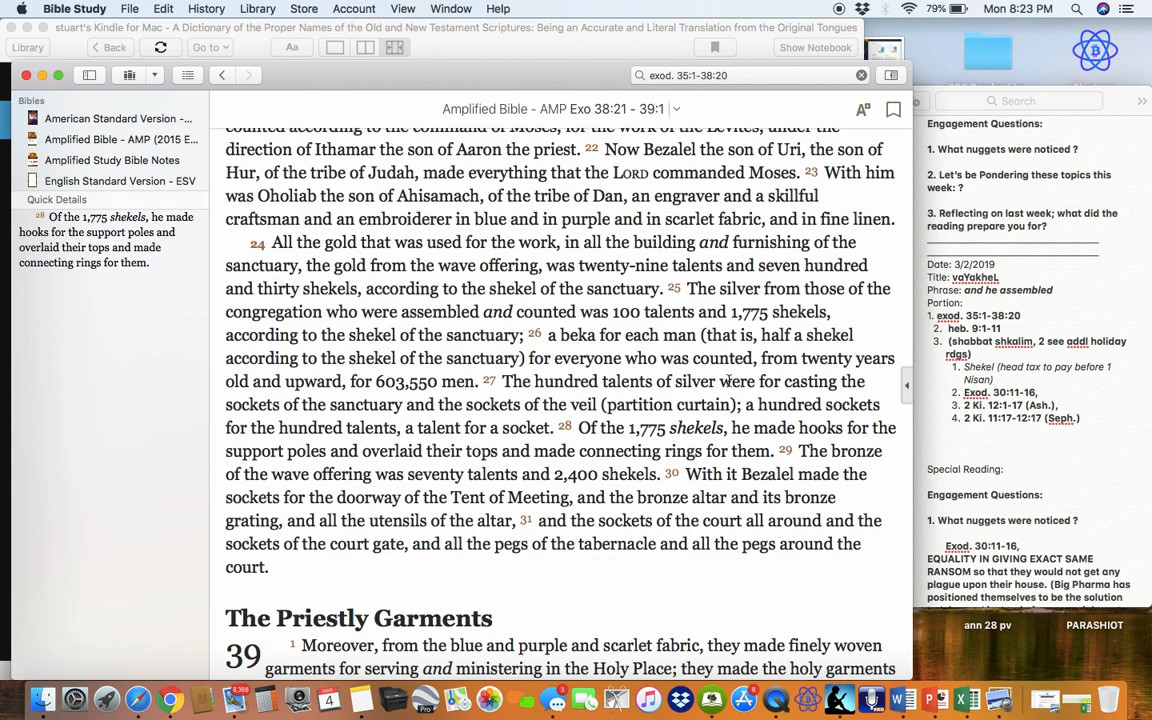 Bible Study File Edit History Library Store Account View Window Help 79% Mon 8:23 PM
stuart's Kindle for Mac - A Dictionary of the Proper Names of the Old and New Testament Scriptures: Being an Accurate and Literal Translation from the Original Tongues
Library Back Go to Aa Show Notebook
exod. 35:1-38:20
Bibles
American Standard Version -...
Amplified Bible - AMP (2015 E...
Amplified Study Bible Notes
English Standard Version - ESV
Quick Details
28 Of the 1,775 shekels, he made
hooks for the support poles and
overlaid their tops and made
connecting rings for them.
Amplified Bible - AMP Exo 38:21 - 39:1
counted according to the command of Moses, for the work of the Levites, under the
direction of Ithamar the son of Aaron the priest. 22 Now Bezalel the son of Uri, the son of
Hur, of the tribe of Judah, made everything that the LORD commanded Moses. 23 With him
was Oholiab the son of Ahisamach, of the tribe of Dan, an engraver and a skillful
craftsman and an embroiderer in blue and in purple and in scarlet fabric, and in fine linen.
24 All the gold that was used for the work, in all the building and furnishing of the
sanctuary, the gold from the wave offering, was twenty-nine talents and seven hundred
and thirty shekels, according to the shekel of the sanctuary. 25 The silver from those of the
congregation who were assembled and counted was 100 talents and 1,775 shekels,
according to the shekel of the sanctuary; 26 a beka for each man (that is, half a shekel
according to the shekel of the sanctuary) for everyone who was counted, from twenty years
old and upward, for 603,550 men. 27 The hundred talents of silver were for casting the
sockets of the sanctuary and the sockets of the veil (partition curtain); a hundred sockets
for the hundred talents, a talent for a socket. 28 Of the 1,775 shekels, he made hooks for the
support poles and overlaid their tops and made connecting rings for them. 29 The bronze
of the wave offering was seventy talents and 2,400 shekels. 30 With it Bezalel made the
sockets for the doorway of the Tent of Meeting, and the bronze altar and its bronze
grating, and all the utensils of the altar, 31 and the sockets of the court all around and the
sockets of the court gate, and all the pegs of the tabernacle and all the pegs around the
court.
The Priestly Garments
39 1 Moreover, from the blue and purple and scarlet fabric, they made finely woven
garments for serving and ministering in the Holy Place; they made the holy garments
Search
Engagement Questions:
1. What nuggets were noticed ?
2. Let's be Pondering these topics this
week: ?
3. Reflecting on last week; what did the
reading prepare you for?
Date: 3/2/2019
Title: vaYakheL
Phrase: and he assembled
Portion:
1. exod. 35:1-38:20
2. heb. 9:1-11
3. (shabbat shkalim, 2 see addl holiday
rdgs)
1. Shekel (head tax to pay before 1
Nisan)
2. Exod. 30:11-16,
3. 2 Ki. 12:1-17 (Ash.),
4. 2 Ki. 11:17-12:17 (Seph.)
Special Reading:
Engagement Questions:
1. What nuggets were noticed ?
Exod. 30:11-16,
EQUALITY IN GIVING EXACT SAME
RANSOM so that they would not get any
plague upon their house. (Big Pharma has
positioned themselves to be the solution
ann 28 pv PARASHIOT
8,368
MAR
4
Pro
3
8